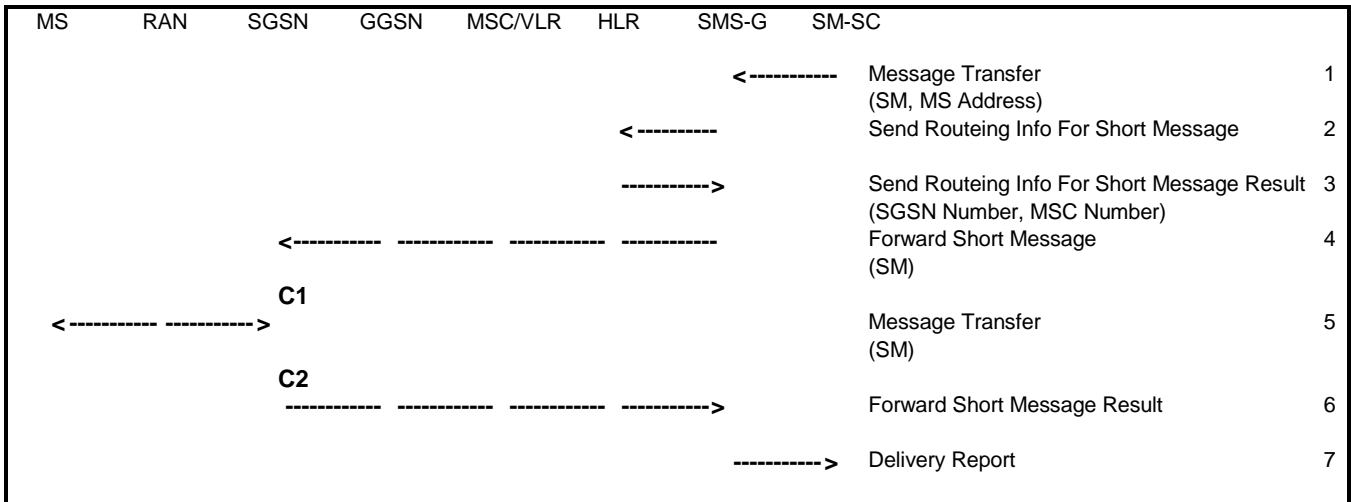 MS RAN SGSN GGSN MSC/VLR HLR SMS-G SM-SC
Message Transfer 1
(SM, MS Address)
Send Routeing Info For Short Message 2
Send Routeing Info For Short Message Result 3
(SGSN Number, MSC Number)
Forward Short Message 4
(SM)
C1
Message Transfer 5
(SM)
C2
Forward Short Message Result 6
Delivery Report 7